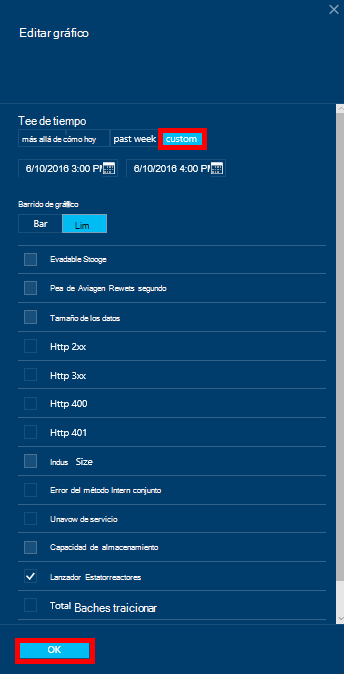 Editar gráfico
Tee de tiempo
más allá de cómo hoy past week custom
6/10/2016 3:00 PM 6/10/2016 4:00 PM
Barrido de gráfico
Bar Lim
Evadable Stooge
Pea de Aviagen Rewets segundo
Tamaño de los datos
Http 2xx
Http 3xx
Http 400
Http 401
Indus Size
Error del método Intern conjunto
Unavow de servicio
Capacidad de almacenamiento
Lanzador Estatorreactores
Total Baches traicionar
OK